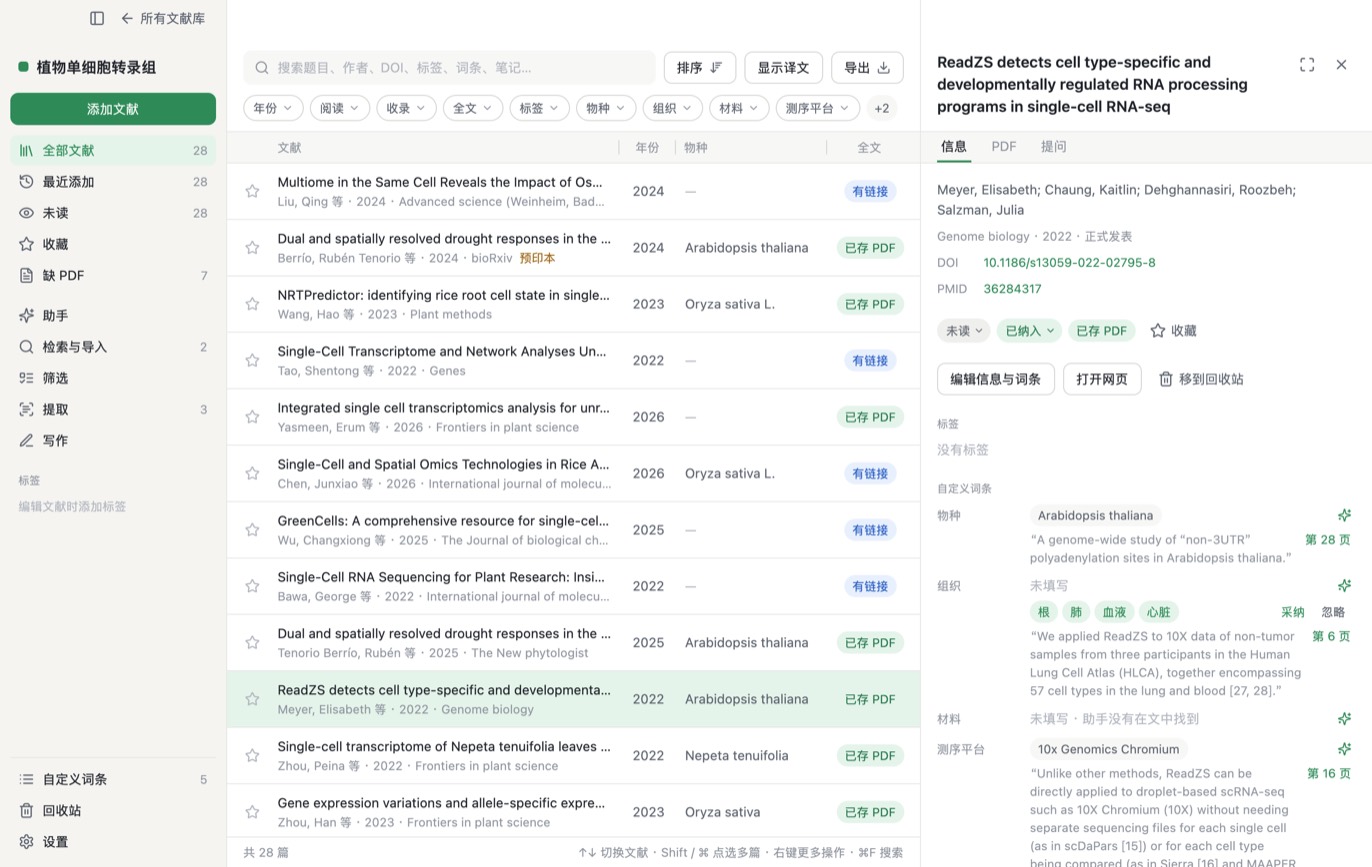 所有文献库
植物单细胞转录组
添加文献
全部文献 28
最近添加 28
未读 28
收藏
缺 PDF 7
助手
检索与导入 2
筛选
提取 3
写作
标签
编辑文献时添加标签
自定义词条 5
回收站
设置
搜索题目、作者、DOI、标签、词条、笔记...
排序
显示译文
导出
年份 阅读 收录 全文 标签 物种 组织 材料 测序平台 +2
文献 年份 物种 全文
Multiome in the Same Cell Reveals the Impact of Os...
Liu, Qing 等 · 2024 · Advanced science (Weinheim, Bad...
2024 — 有链接
Dual and spatially resolved drought responses in the ...
Berrío, Rubén Tenorio 等 · 2024 · bioRxiv 预印本
2024 Arabidopsis thaliana 已存 PDF
NRTPredictor: identifying rice root cell state in single...
Wang, Hao 等 · 2023 · Plant methods
2023 Oryza sativa L. 已存 PDF
Single-Cell Transcriptome and Network Analyses Un...
Tao, Shentong 等 · 2022 · Genes
2022 — 有链接
Integrated single cell transcriptomics analysis for unr...
Yasmeen, Erum 等 · 2026 · Frontiers in plant science
2026 — 已存 PDF
Single-Cell and Spatial Omics Technologies in Rice A...
Chen, Junxiao 等 · 2026 · International journal of molecu...
2026 Oryza sativa L. 有链接
GreenCells: A comprehensive resource for single-cel...
Wu, Changxiong 等 · 2025 · The Journal of biological ch...
2025 — 有链接
Single-Cell RNA Sequencing for Plant Research: Insi...
Bawa, George 等 · 2022 · International journal of molecu...
2022 — 有链接
Dual and spatially resolved drought responses in the ...
Tenorio Berrío, Rubén 等 · 2025 · The New phytologist
2025 Arabidopsis thaliana 已存 PDF
ReadZS detects cell type-specific and developmenta...
Meyer, Elisabeth 等 · 2022 · Genome biology
2022 Arabidopsis thaliana 已存 PDF
Single-cell transcriptome of Nepeta tenuifolia leaves ...
Zhou, Peina 等 · 2022 · Frontiers in plant science
2022 Nepeta tenuifolia 已存 PDF
Gene expression variations and allele-specific expre...
Zhou, Han 等 · 2023 · Frontiers in plant science
2023 Oryza sativa 已存 PDF
共 28 篇
↑↓ 切换文献 · Shift / ⌘ 点选多篇 · 右键更多操作 · ⌘F 搜索
ReadZS detects cell type-specific and
developmentally regulated RNA processing
programs in single-cell RNA-seq
信息 PDF 提问
Meyer, Elisabeth; Chaung, Kaitlin; Dehghannasiri, Roozbeh;
Salzman, Julia
Genome biology · 2022 · 正式发表
DOI 10.1186/s13059-022-02795-8
PMID 36284317
未读 已纳入 已存 PDF 收藏
编辑信息与词条 打开网页 移到回收站
标签
没有标签
自定义词条
物种 Arabidopsis thaliana
“A genome-wide study of “non-3UTR” 第 28 页
polyadenylation sites in Arabidopsis thaliana.”
组织 未填写
根 肺 血液 心脏 采纳 忽略
“We applied ReadZS to 10X data of non-tumor 第 6 页
samples from three participants in the Human
Lung Cell Atlas (HLCA), together encompassing
57 cell types in the lung and blood [27, 28].”
材料 未填写 · 助手没有在文中找到
测序平台 10x Genomics Chromium
“Unlike other methods, ReadZS can be 第 16 页
directly applied to droplet-based scRNA-seq
such as 10X Chromium (10X) without needing
separate sequencing files for each single cell
(as in scDaPars [15]) or for each cell type
being compared (as in Sierra [16] and MAAPER